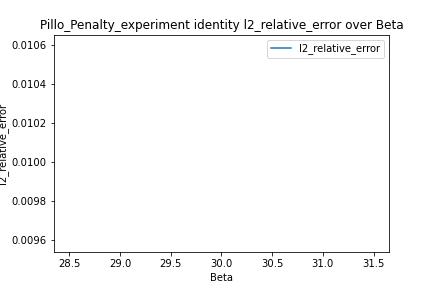 Pillo_Penalty_experiment identity l2_relative_error over Beta
l2_relative_error
0.0106
0.0104
0.0102
0.0100
0.0098
0.0096
l2_relative_error
28.5 29.0 29.5 30.0 30.5 31.0 31.5
Beta